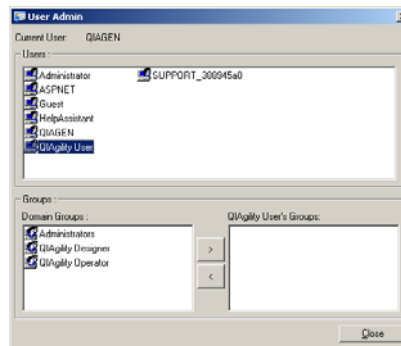 User Admin
Current User: QIAGEN
Users :
Administrator SUPPORT_388945a0
ASPNET
Guest
HelpAssistant
QIAGEN
QIAgility User
Groups :
Domain Groups : QIAgility User's Groups:
Administrators
QIAgility Designer
QIAgility Operator
>
<
Close